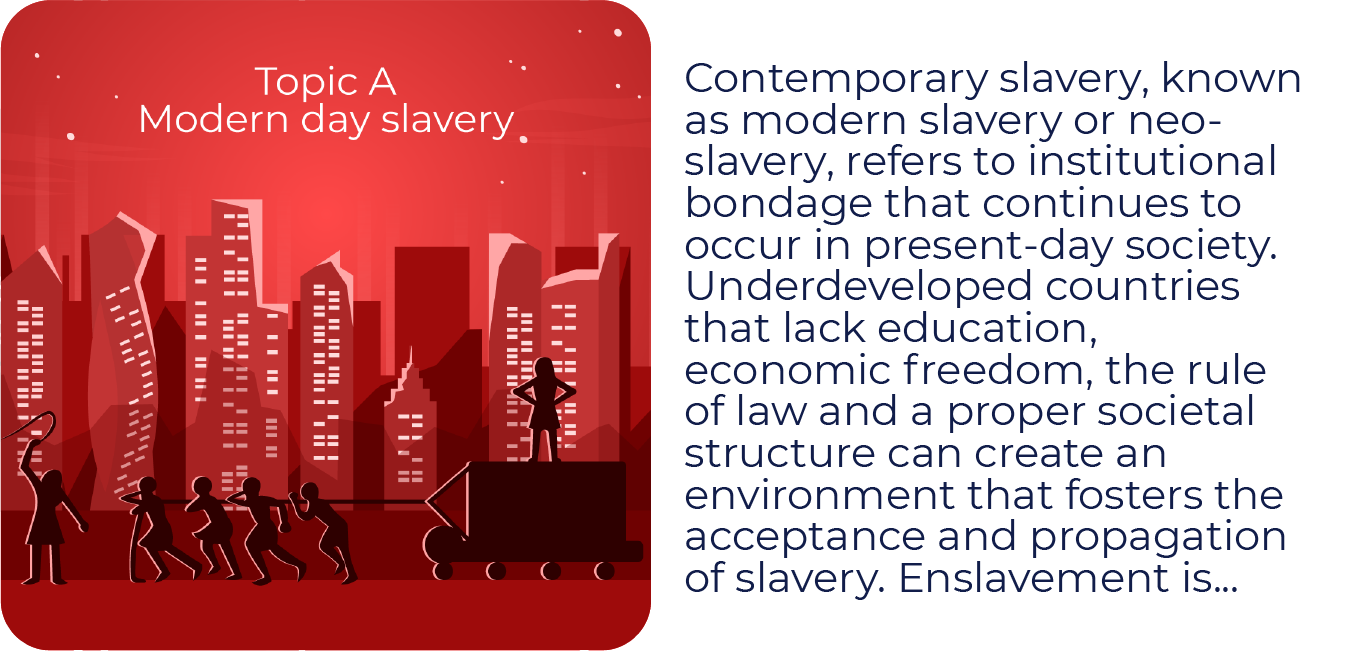 Topic A
Modern day slavery
Contemporary slavery, known
as modern slavery or neo-
slavery, refers to institutional
bondage that continues to
occur in present-day society.
Underdeveloped countries
that lack education,
economic freedom, the rule
of law and a proper societal
structure can create an
environment that fosters the
acceptance and propagation
of slavery. Enslavement is...